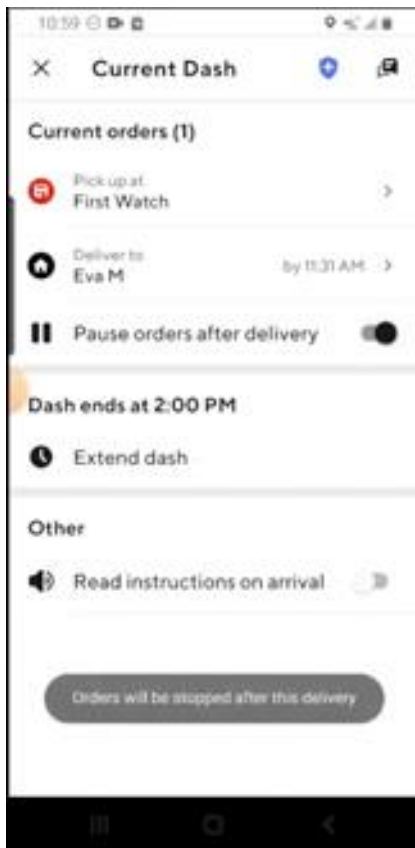 10:59
Current Dash
Current orders (1)
Pick up at
First Watch
Deliver to
Eva M
by 11:31 AM
Pause orders after delivery
Dash ends at 2:00 PM
Extend dash
Other
Read instructions on arrival
Orders will be stopped after this delivery